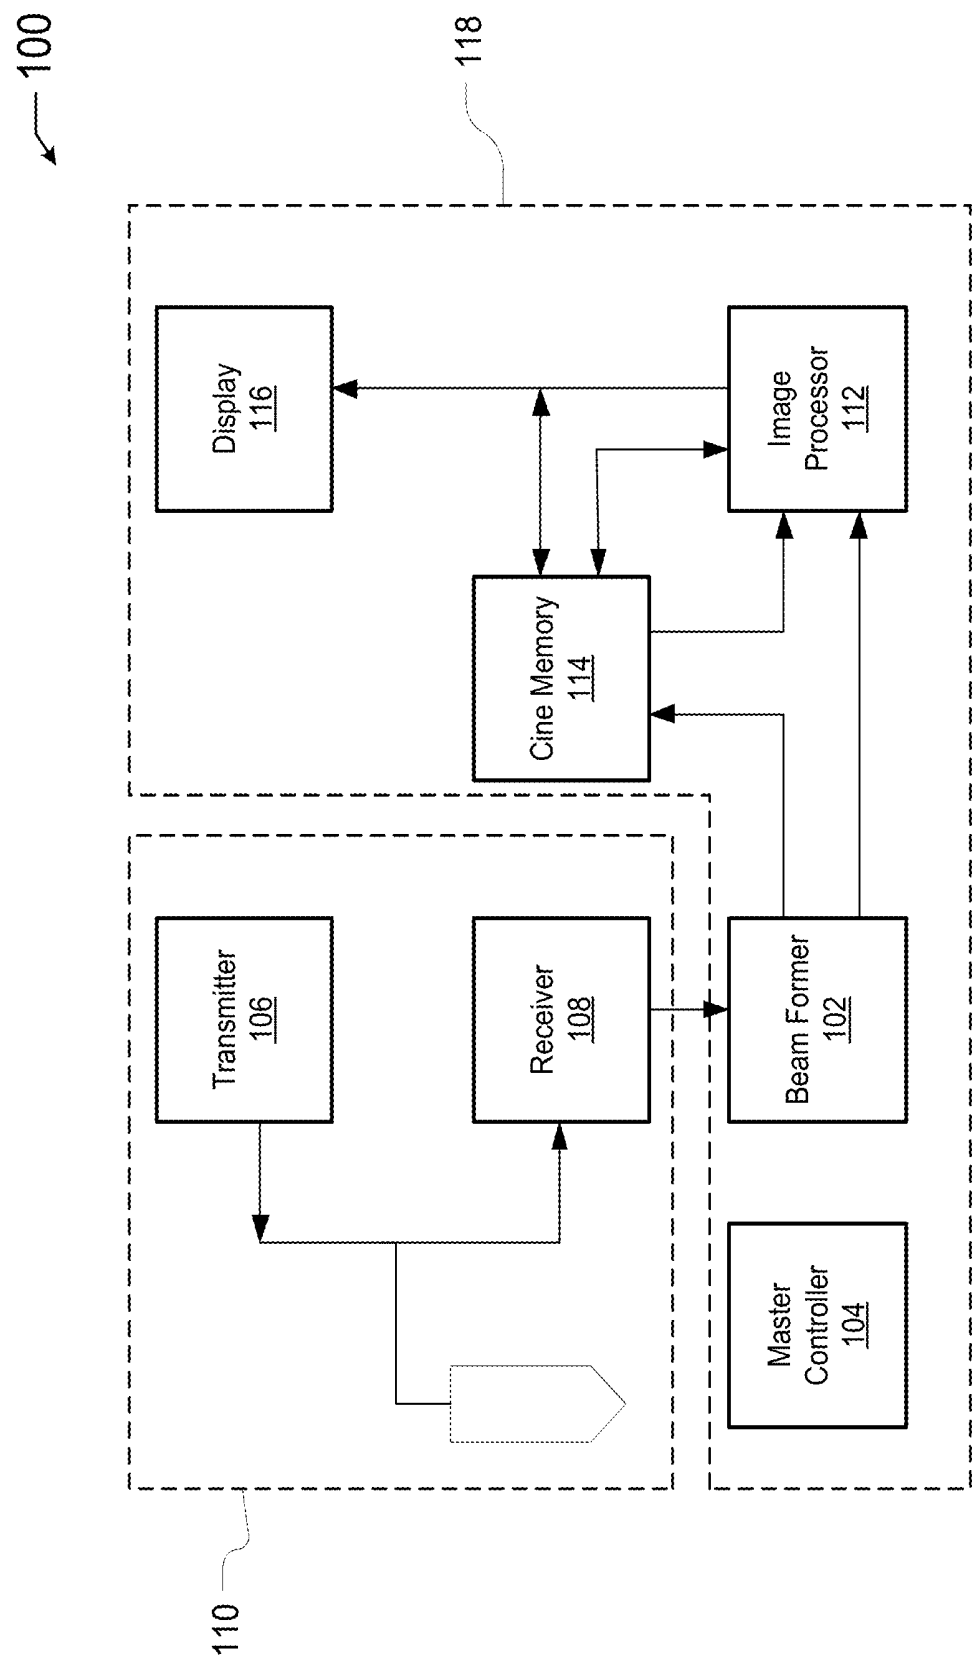 100
118
110
Transmitter
106
Display
116
Receiver
108
Cine Memory
114
Master
Controller
104
Beam Former
102
Image
Processor
112